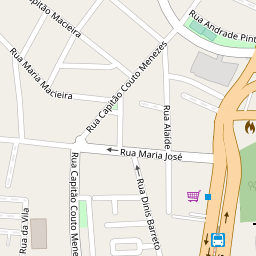 Capitão Macieira
Rua Andrade Pint
Rua Capitão Couto Menezes
Rua Maria Macieira
Rua Alaíde
Rua Maria José
Rua Capitão Couto Menezes
Rua Dinis Barreto
Rua da Vila